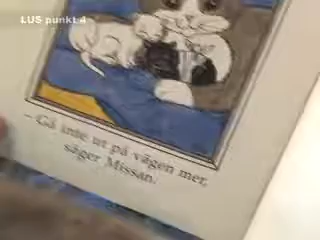 LUS punkt 4
– Gå inte ut på vägen mer,
säger Missan.